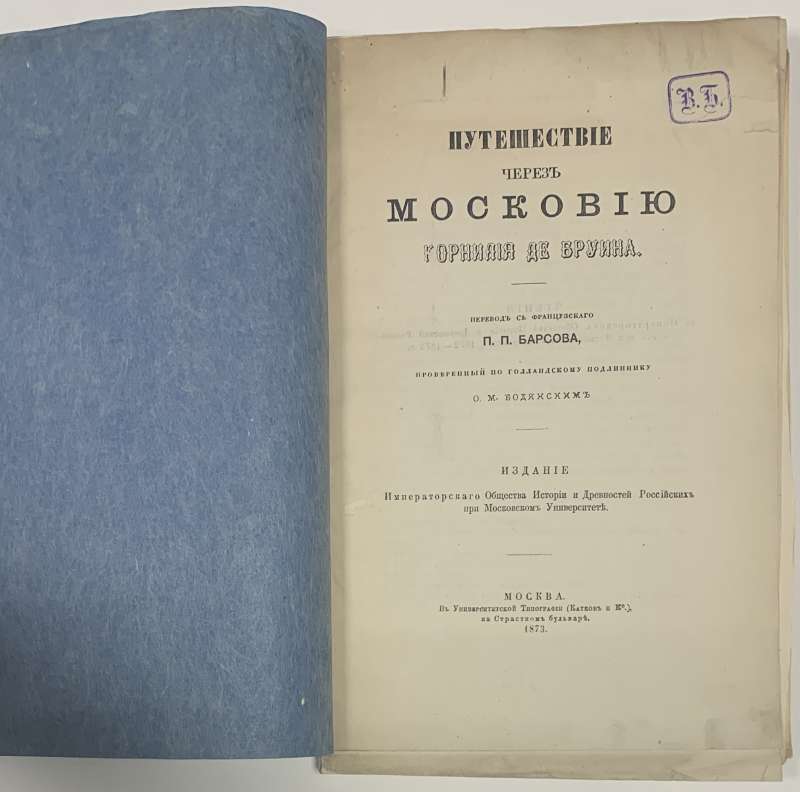 В. Б.
ПУТЕШЕСТВІЕ
ЧЕРЕЗЪ
МОСКОВІЮ
КОРНИЛІЯ ДЕ БРУИНА.
ПЕРЕВОДЪ СЪ ФРАНЦУЗСКАГО
П. П. БАРСОВА,
ПРОВѢРЕННЫЙ ПО ГОЛЛАНДСКОМУ ПОДЛИННИКУ
О. М. БОДЯНСКИМЪ
ИЗДАНІЕ
Императорскаго Общества Исторіи и Древностей Россійскихъ
при Московскомъ Университетѣ.
МОСКВА.
Въ Университетской Типографіи (Катковъ и Ко.),
на Страстномъ бульварѣ.
1873.